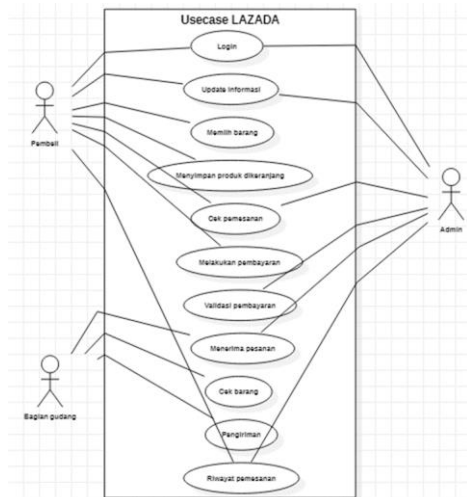 Usecase LAZADA
Login
Update informasi
Pembeli
Memilih barang
Menyimpan produk dikeranjang
Cek pemesanan
Admin
Melakukan pembayaran
Validasi pembayaran
Menerima pesanan
Cek barang
Bagian gudang
Pengiriman
Riwayat pemesanan